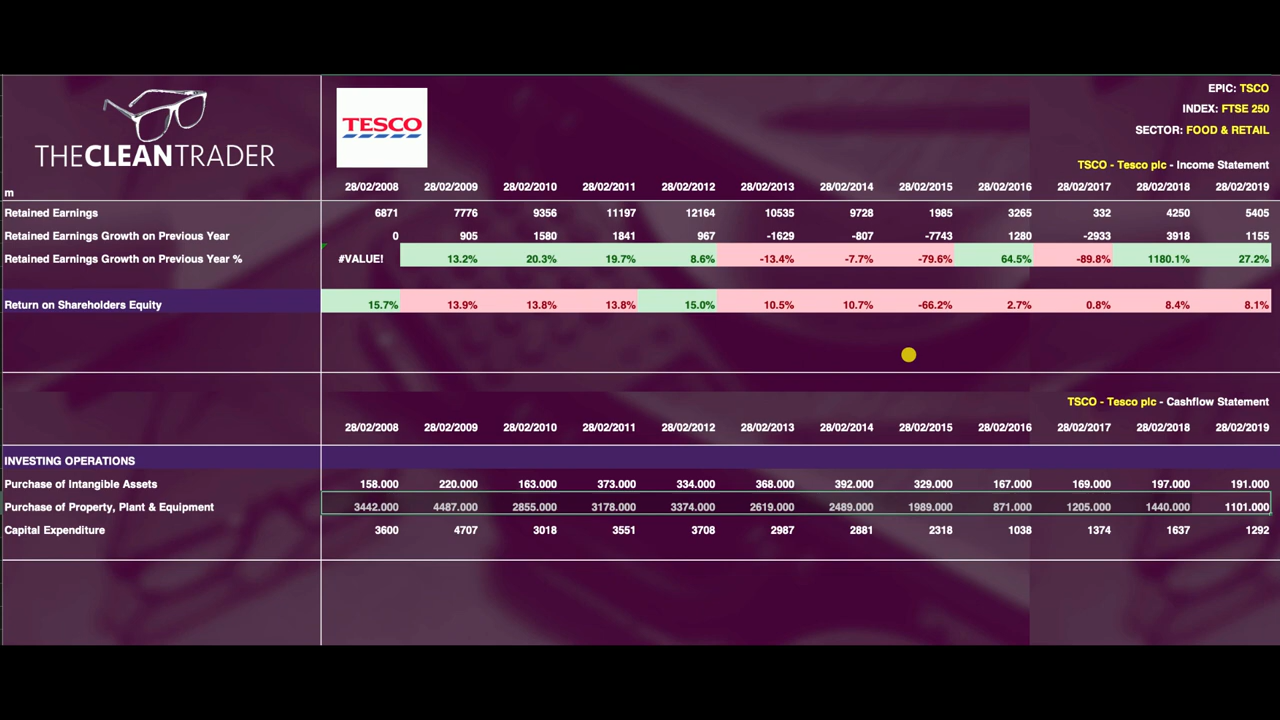 THECLEANTRADER
TESCO
EPIC: TSCO
INDEX: FTSE 250
SECTOR: FOOD & RETAIL
TSCO - Tesco plc - Income Statement
m 28/02/2008 28/02/2009 28/02/2010 28/02/2011 28/02/2012 28/02/2013 28/02/2014 28/02/2015 28/02/2016 28/02/2017 28/02/2018 28/02/2019
Retained Earnings 6871 7776 9356 11197 12164 10535 9728 1985 3265 332 4250 5405
Retained Earnings Growth on Previous Year 0 905 1580 1841 967 -1629 -807 -7743 1280 -2933 3918 1155
Retained Earnings Growth on Previous Year % #VALUE! 13.2% 20.3% 19.7% 8.6% -13.4% -7.7% -79.6% 64.5% -89.8% 1180.1% 27.2%
Return on Shareholders Equity 15.7% 13.9% 13.8% 13.8% 15.0% 10.5% 10.7% -66.2% 2.7% 0.8% 8.4% 8.1%
TSCO - Tesco plc - Cashflow Statement
28/02/2008 28/02/2009 28/02/2010 28/02/2011 28/02/2012 28/02/2013 28/02/2014 28/02/2015 28/02/2016 28/02/2017 28/02/2018 28/02/2019
INVESTING OPERATIONS
Purchase of Intangible Assets 158.000 220.000 163.000 373.000 334.000 368.000 392.000 329.000 167.000 169.000 197.000 191.000
Purchase of Property, Plant & Equipment 3442.000 4487.000 2855.000 3178.000 3374.000 2619.000 2489.000 1989.000 871.000 1205.000 1440.000 1101.000
Capital Expenditure 3600 4707 3018 3551 3708 2987 2881 2318 1038 1374 1637 1292